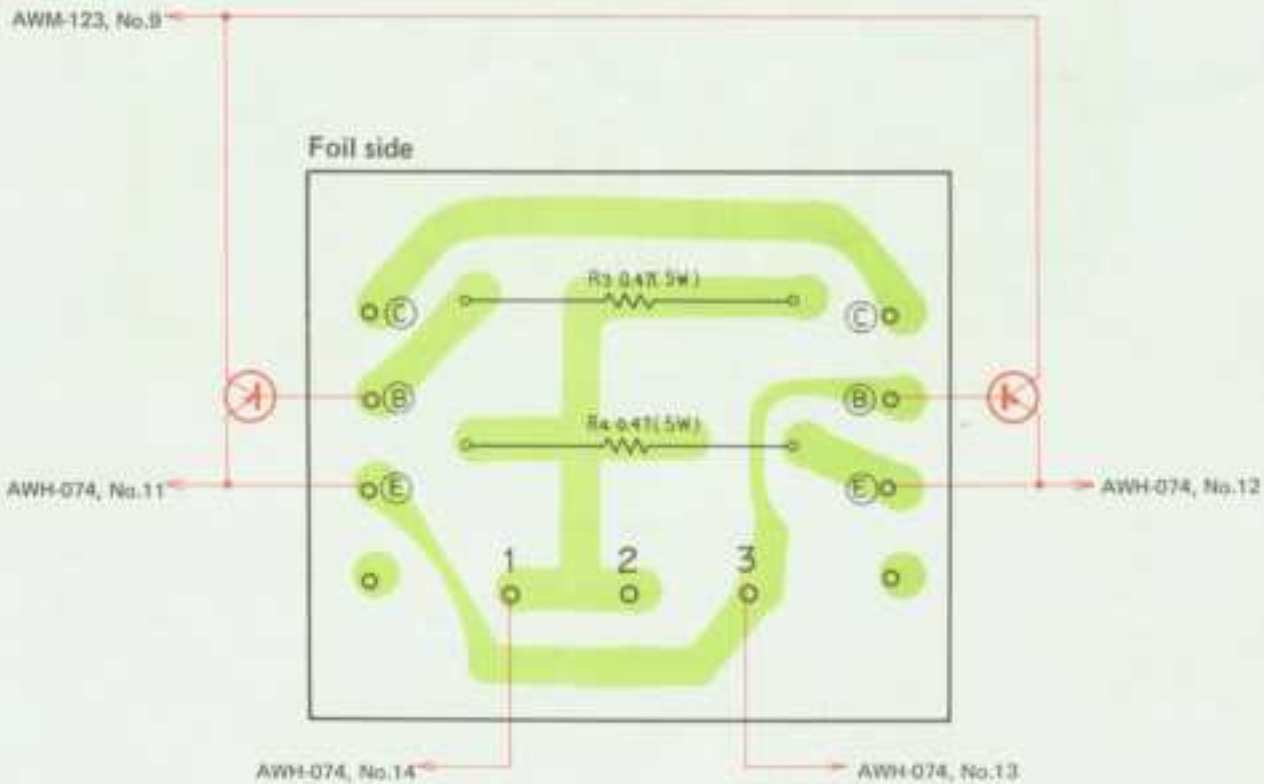 AWM-123, No.9
Foil side
R3 0.47(5W)
C
C
B
B
R4 0.47(5W)
AWH-074, No.11
E
E
AWH-074, No.12
1 2 3
AWH-074, No.14
AWH-074, No.13